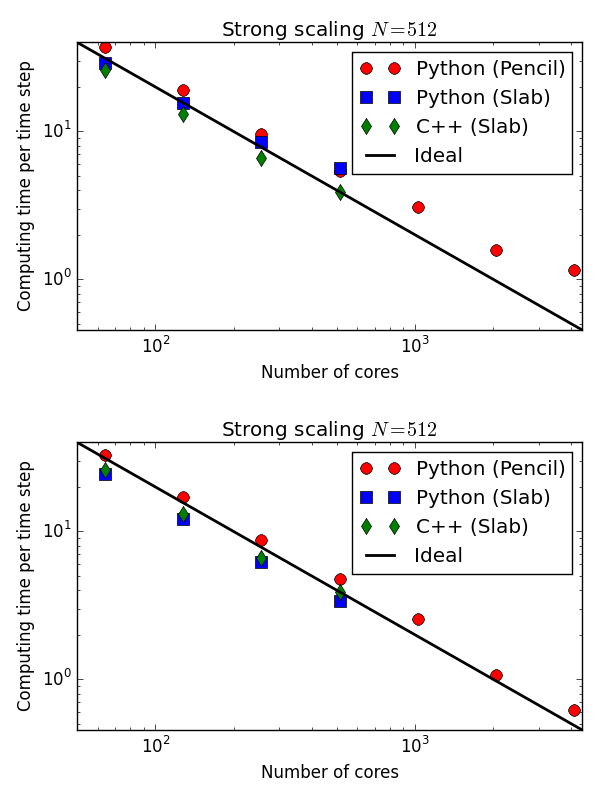 Strong scaling N=512
Computing time per time step
10^1
10^0
Python (Pencil)
Python (Slab)
C++ (Slab)
Ideal
10^2
10^3
Number of cores
Strong scaling N=512
Computing time per time step
10^1
10^0
Python (Pencil)
Python (Slab)
C++ (Slab)
Ideal
10^2
10^3
Number of cores